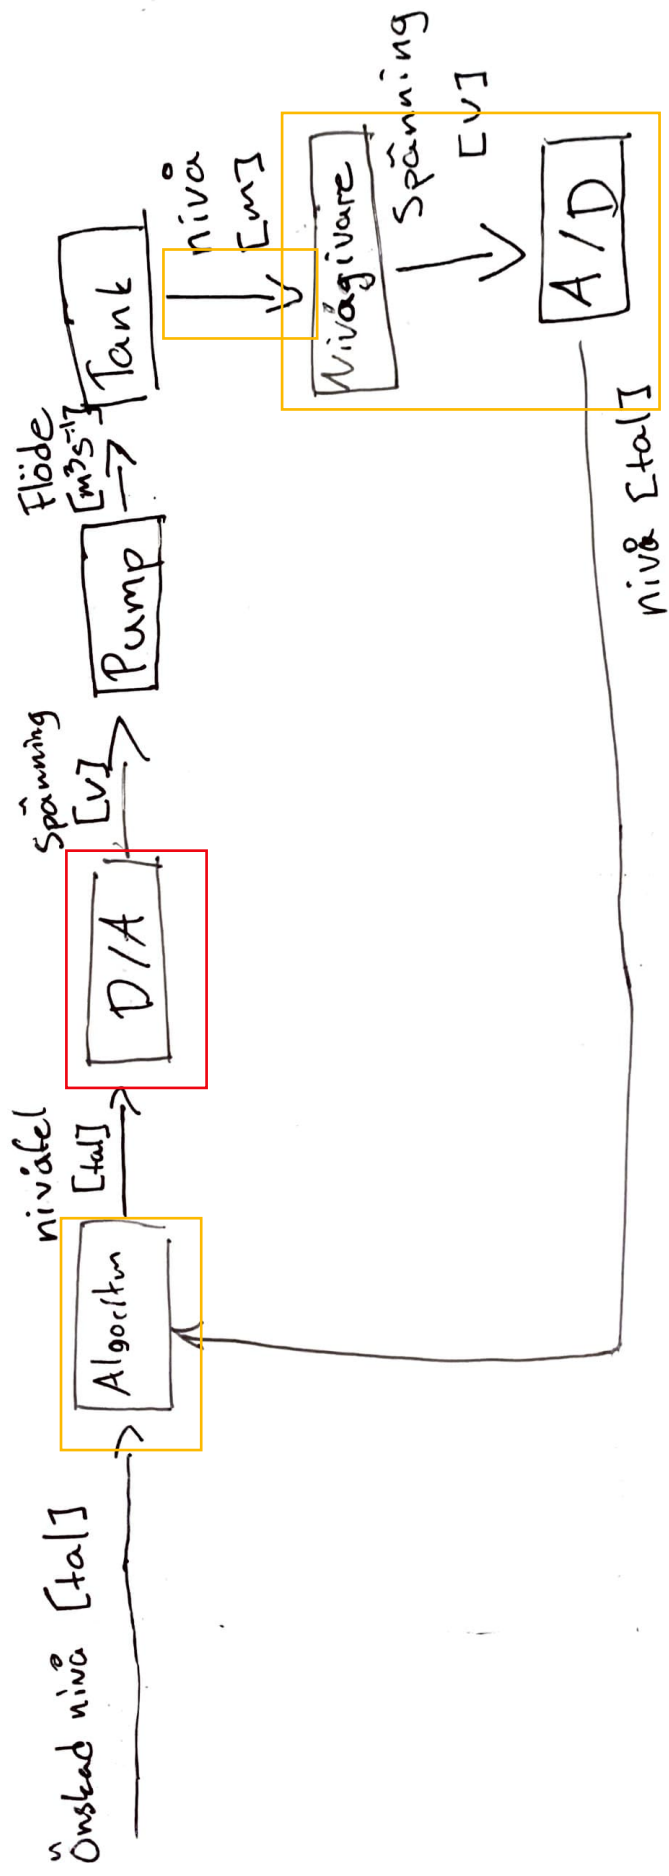 Önskad nivå [tal]
Algoritm
nivåfel
[tal]
D/A
Spänning
[V]
Pump
Flöde
[m³s⁻¹]
Tank
nivå
[m]
Nivågivare
Spänning
[V]
A/D
nivå [tal]